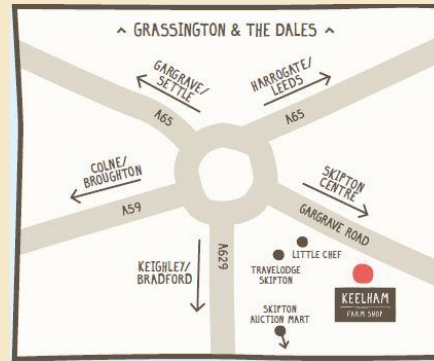 GRASSINGTON & THE DALES
GARGRAVE/
SETTLE
HARROGATE/
LEEDS
A65
A65
COLNE/
BROUGHTON
A59
SKIPTON
CENTRE
GARGRAVE ROAD
KEIGHLEY/
BRADFORD
A629
LITTLE CHEF
TRAVELODGE
SKIPTON
KEELHAM
FARM SHOP
SKIPTON
AUCTION MART